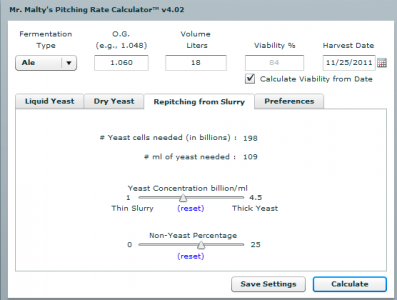 Mr. Malty's Pitching Rate Calculator™ v4.02
Fermentation Type
O.G. (e.g., 1.048)
Volume Liters
Viability %
Harvest Date
Ale 1.060 18 84 11/25/2011
Calculate Viability from Date
Liquid Yeast Dry Yeast Repitching from Slurry Preferences
# Yeast cells needed (in billions) : 198
# ml of yeast needed : 109
Yeast Concentration billion/ml
1 4.5
Thin Slurry (reset) Thick Yeast
Non-Yeast Percentage
0 25
(reset)
Save Settings Calculate